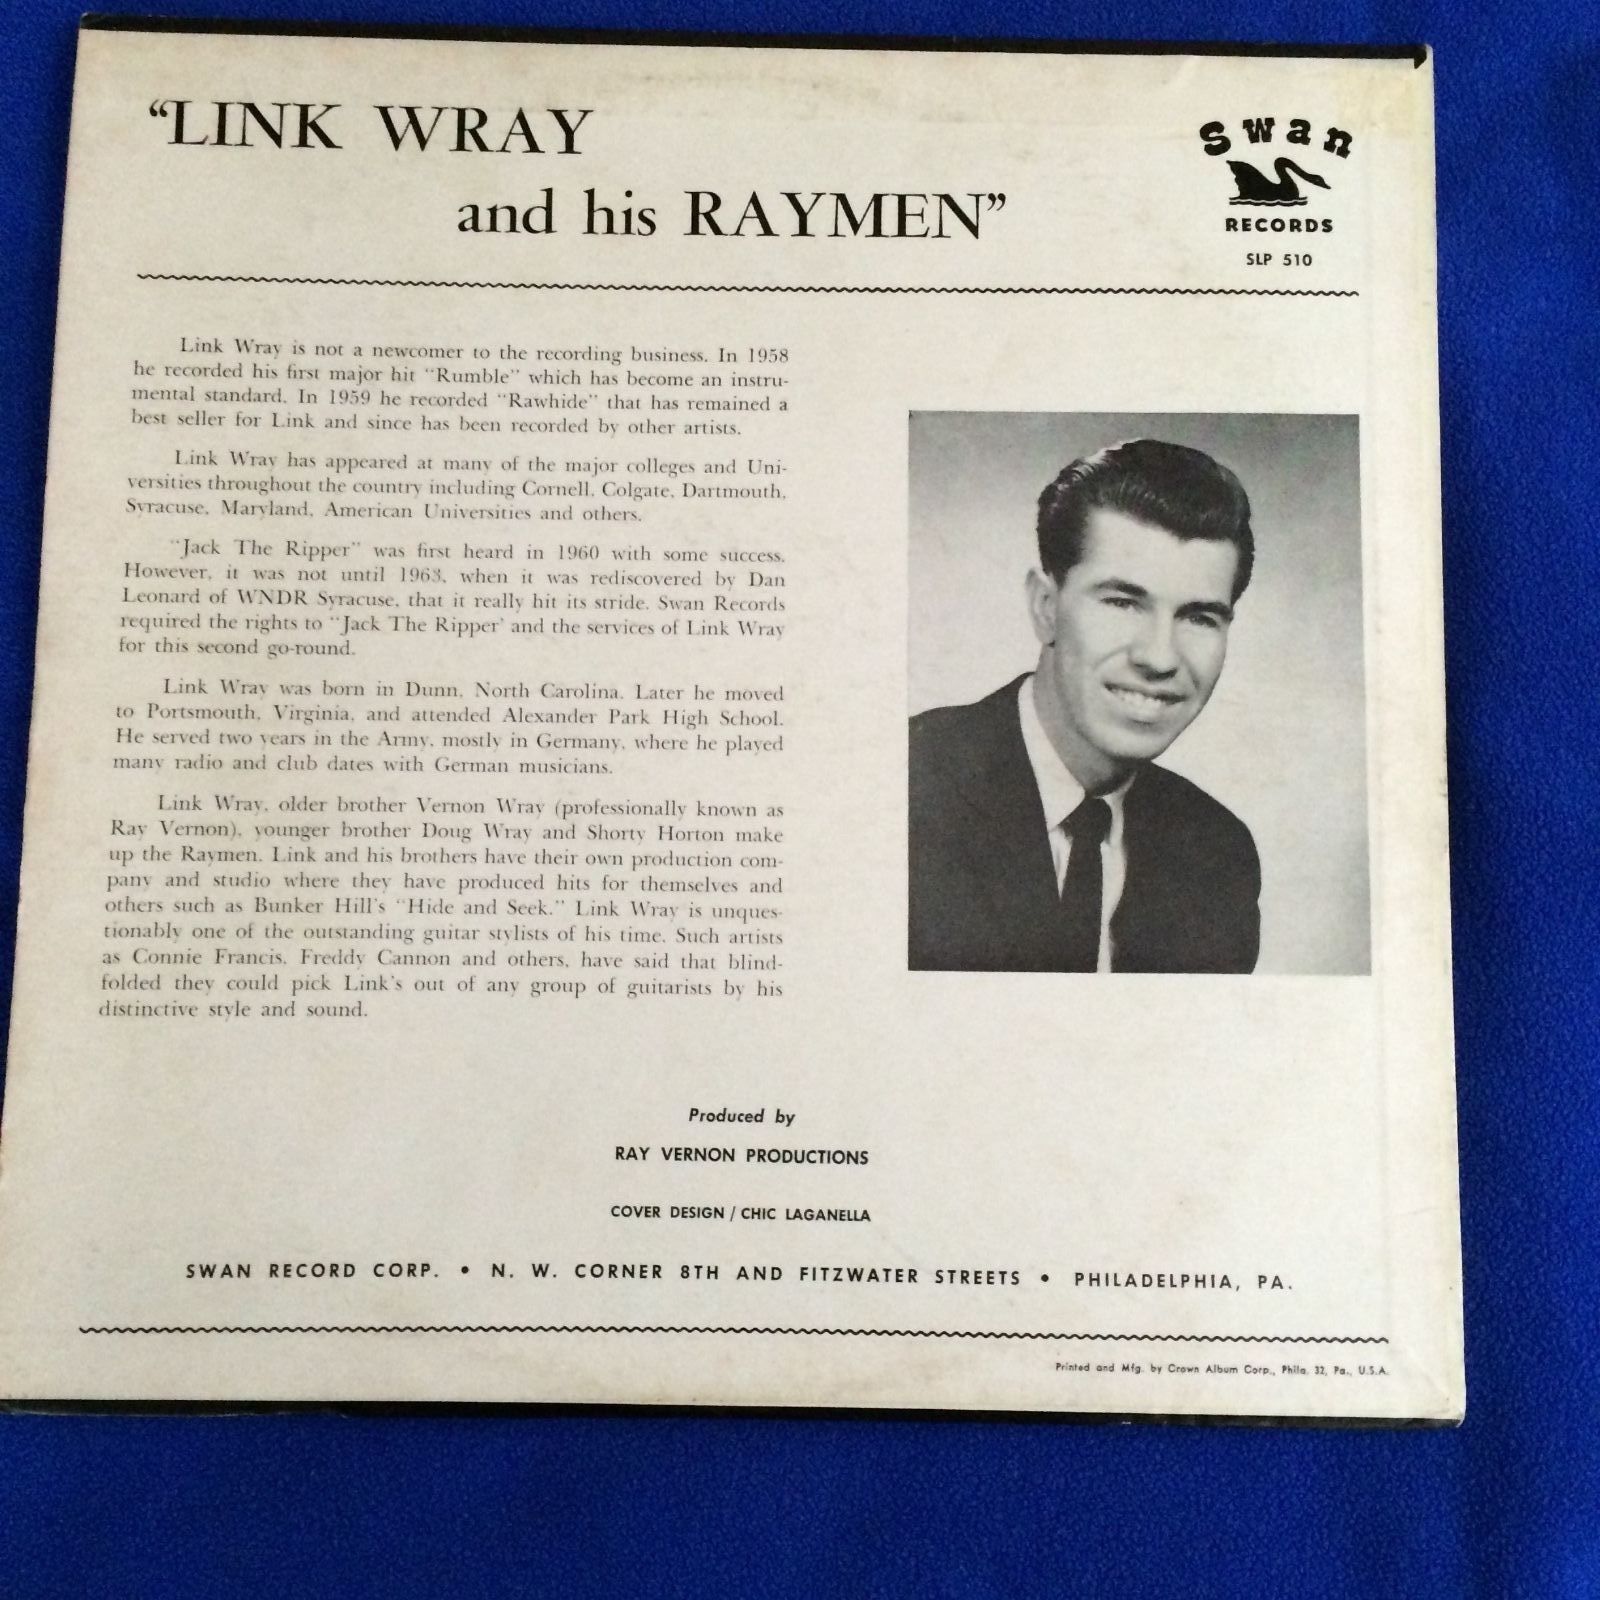 “LINK WRAY
and his RAYMEN”
Swan
RECORDS
SLP 510
Link Wray is not a newcomer to the recording business. In 1958
he recorded his first major hit “Rumble” which has become an instru-
mental standard. In 1959 he recorded “Rawhide” that has remained a
best seller for Link and since has been recorded by other artists.
Link Wray has appeared at many of the major colleges and Uni-
versities throughout the country including Cornell, Colgate, Dartmouth,
Syracuse, Maryland, American Universities and others.
“Jack The Ripper” was first heard in 1960 with some success.
However, it was not until 1963, when it was rediscovered by Dan
Leonard of WNDR Syracuse, that it really hit its stride. Swan Records
required the rights to “Jack The Ripper’ and the services of Link Wray
for this second go-round.
Link Wray was born in Dunn, North Carolina. Later he moved
to Portsmouth, Virginia, and attended Alexander Park High School.
He served two years in the Army, mostly in Germany, where he played
many radio and club dates with German musicians.
Link Wray, older brother Vernon Wray (professionally known as
Ray Vernon), younger brother Doug Wray and Shorty Horton make
up the Raymen. Link and his brothers have their own production com-
pany and studio where they have produced hits for themselves and
others such as Bunker Hill's “Hide and Seek.” Link Wray is unques-
tionably one of the outstanding guitar stylists of his time. Such artists
as Connie Francis, Freddy Cannon and others, have said that blind-
folded they could pick Link's out of any group of guitarists by his
distinctive style and sound.
Produced by
RAY VERNON PRODUCTIONS
COVER DESIGN / CHIC LAGANELLA
SWAN RECORD CORP. • N. W. CORNER 8TH AND FITZWATER STREETS • PHILADELPHIA, PA.
Printed and Mfg. by Crown Album Corp., Phila. 32, Pa., U.S.A.